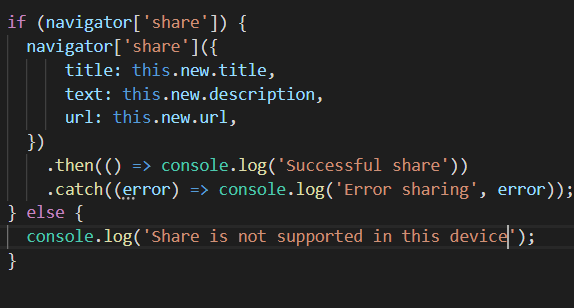 if (navigator['share']) {
navigator['share']({
title: this.new.title,
text: this.new.description,
url: this.new.url,
})
.then(() => console.log('Successful share'))
.catch((error) => console.log('Error sharing', error));
} else {
console.log('Share is not supported in this device');
}